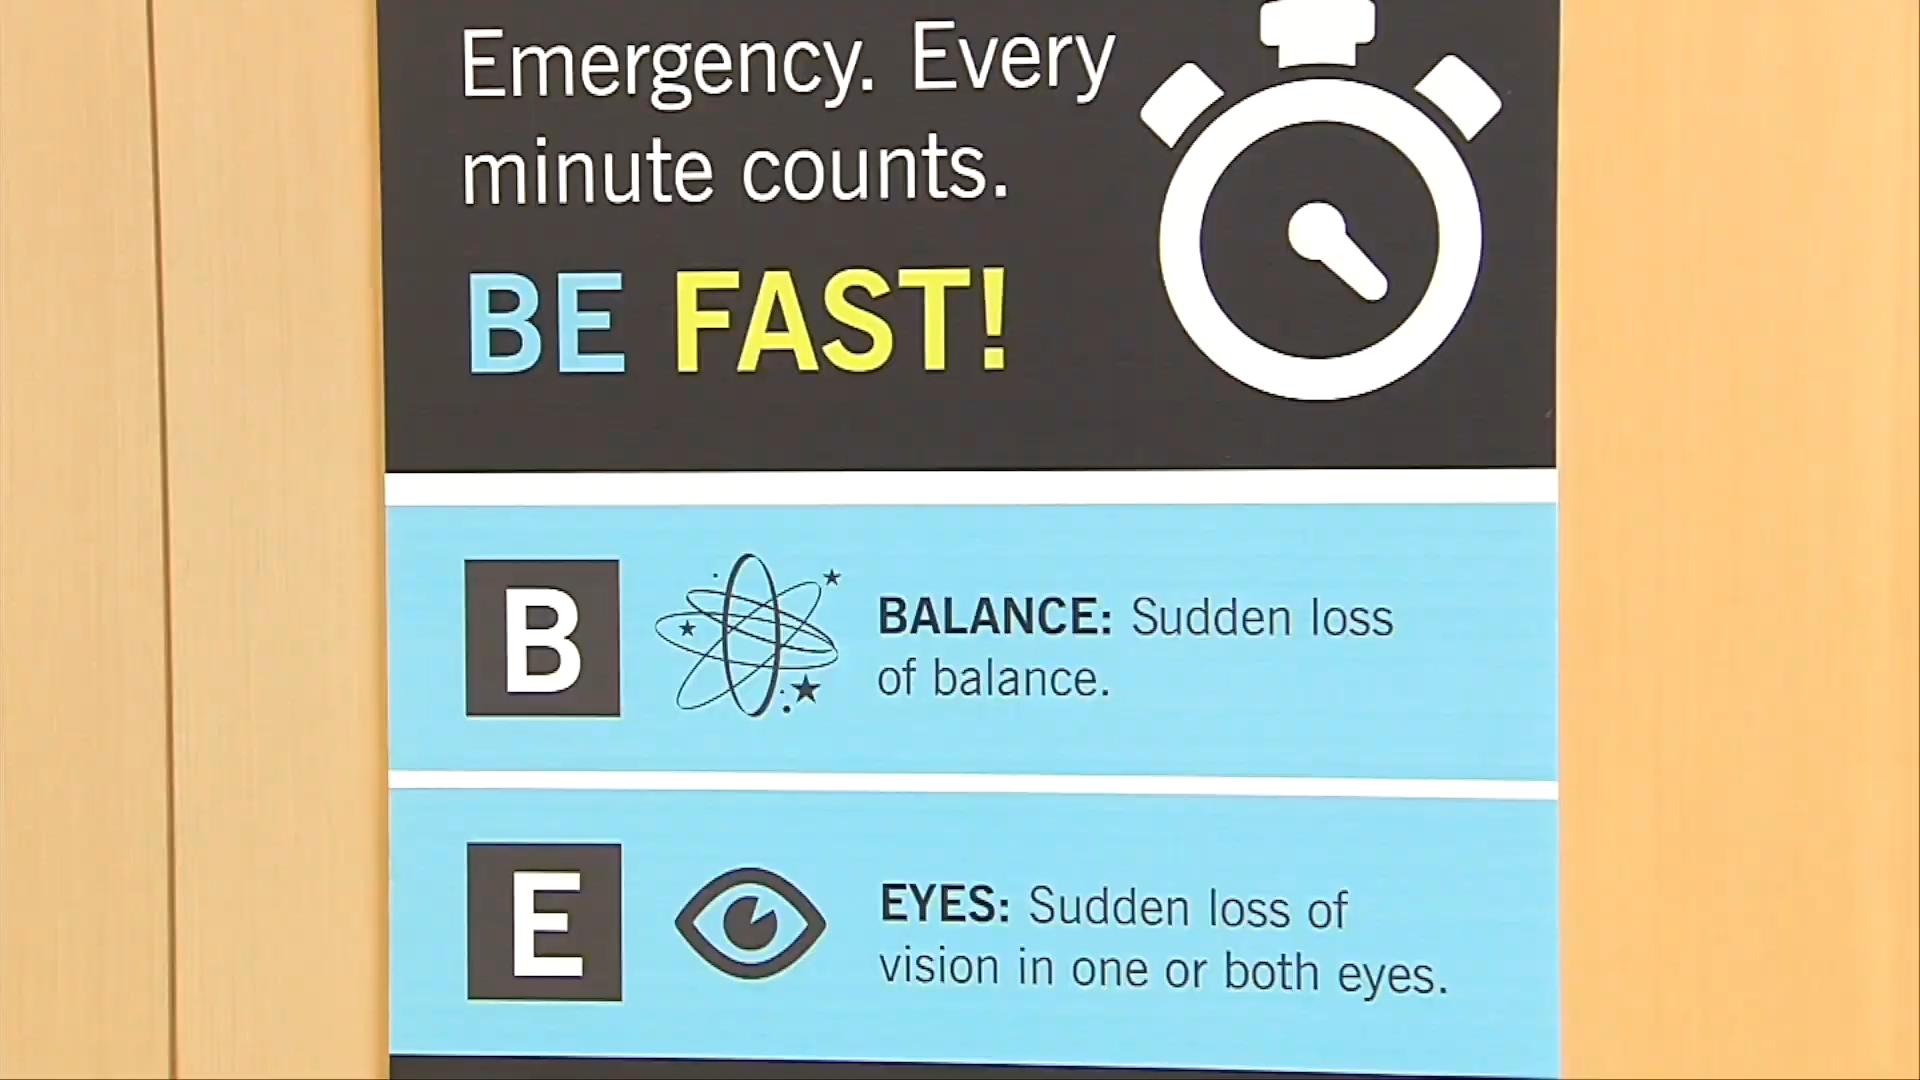 Emergency. Every
minute counts.
BE FAST!
B
BALANCE: Sudden loss
of balance.
E
EYES: Sudden loss of
vision in one or both eyes.